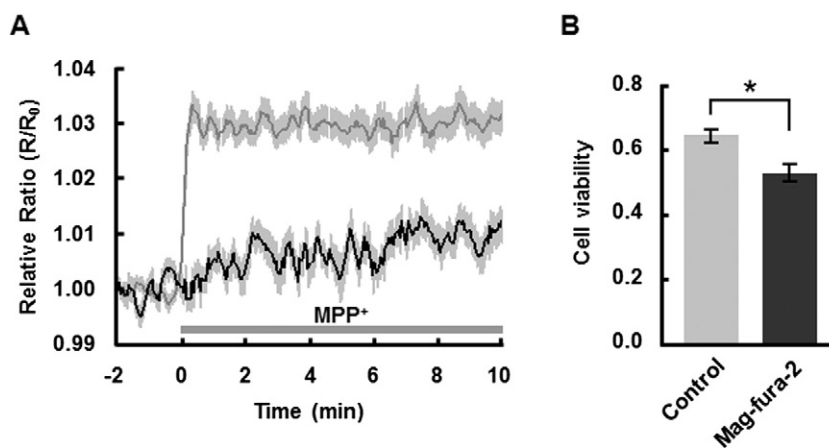 A
Relative Ratio (R/R₀)
1.04
1.03
1.02
1.01
1.00
0.99
MPP⁺
-2 0 2 4 6 8 10
Time (min)
B
Cell viability
0.8
0.6
0.4
0.2
0.0
*
Control
Mag-fura-2